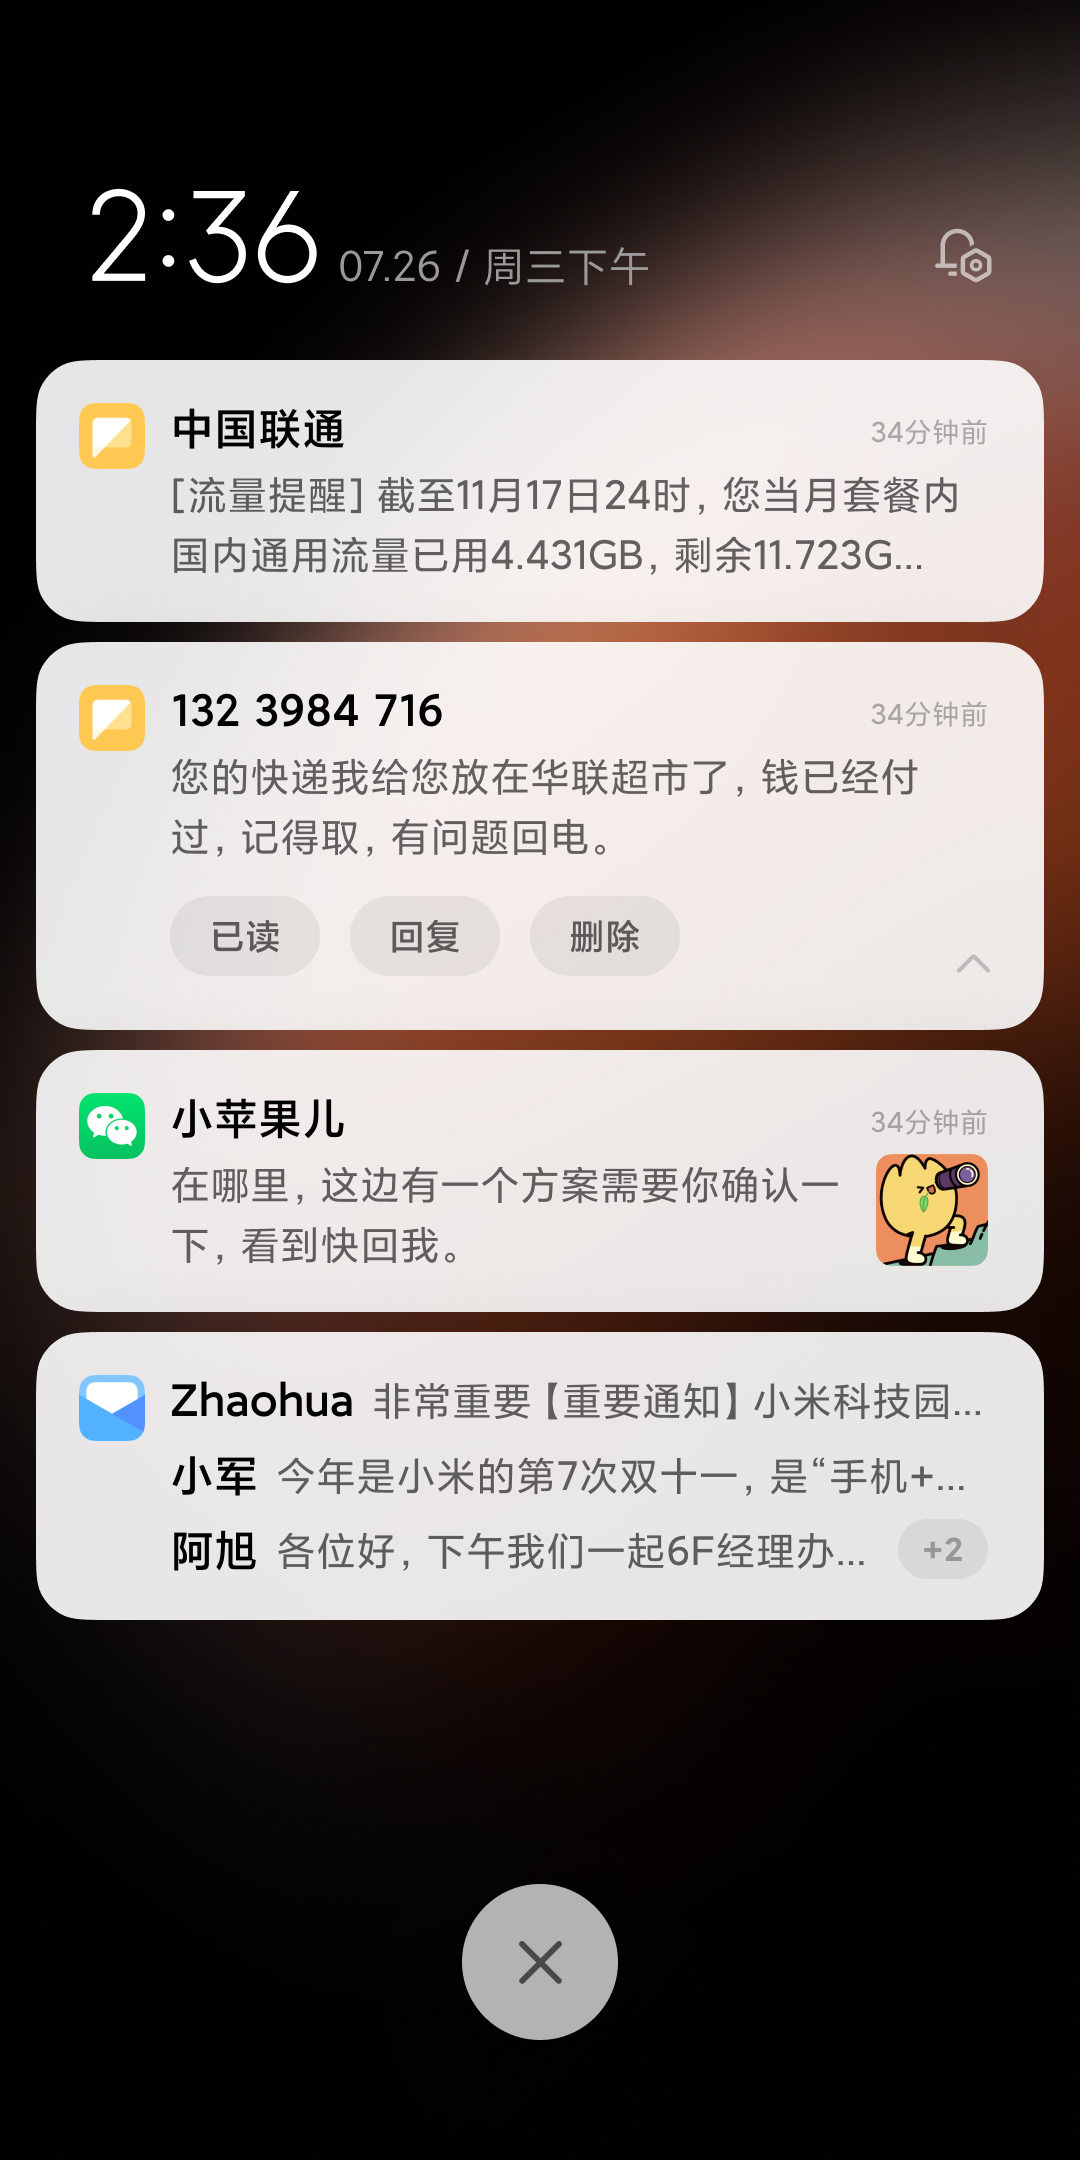 2:36 07.26 / 周三下午
中国联通 34分钟前
[流量提醒] 截至11月17日24时, 您当月套餐内
国内通用流量已用4.431GB, 剩余11.723G...
132 3984 716 34分钟前
您的快递我给您放在华联超市了, 钱已经付
过, 记得取, 有问题回电。
已读 回复 删除
小苹果儿 34分钟前
在哪里, 这边有一个方案需要你确认一
下, 看到快回我。
Zhaohua 非常重要【重要通知】小米科技园...
小军 今年是小米的第7次双十一, 是“手机+...
阿旭 各位好, 下午我们一起6F经理办... +2